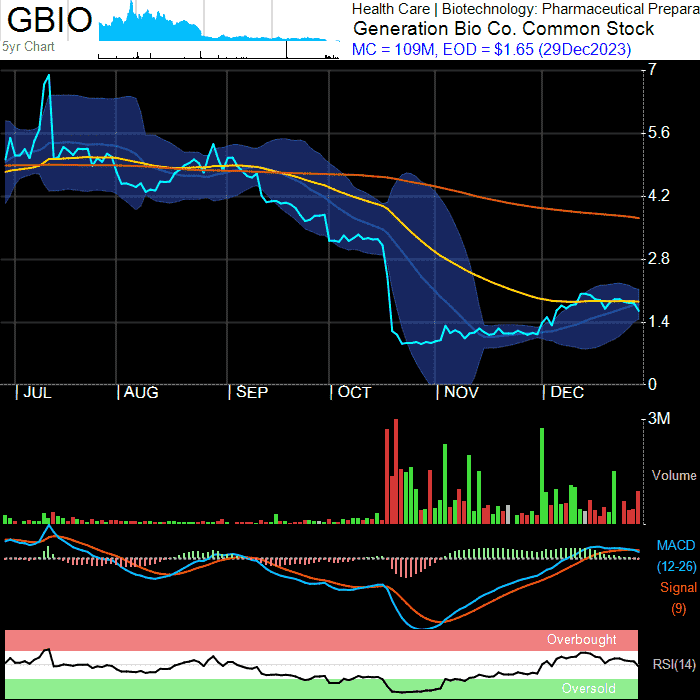 GBIO
5yr Chart
Health Care | Biotechnology: Pharmaceutical Prepara
Generation Bio Co. Common Stock
MC = 109M, EOD = $1.65 (29Dec2023)
7
5.6
4.2
2.8
1.4
0
JUL AUG SEP OCT NOV DEC
3M
Volume
MACD
(12-26)
Signal
(9)
Overbought
RSI(14)
Oversold